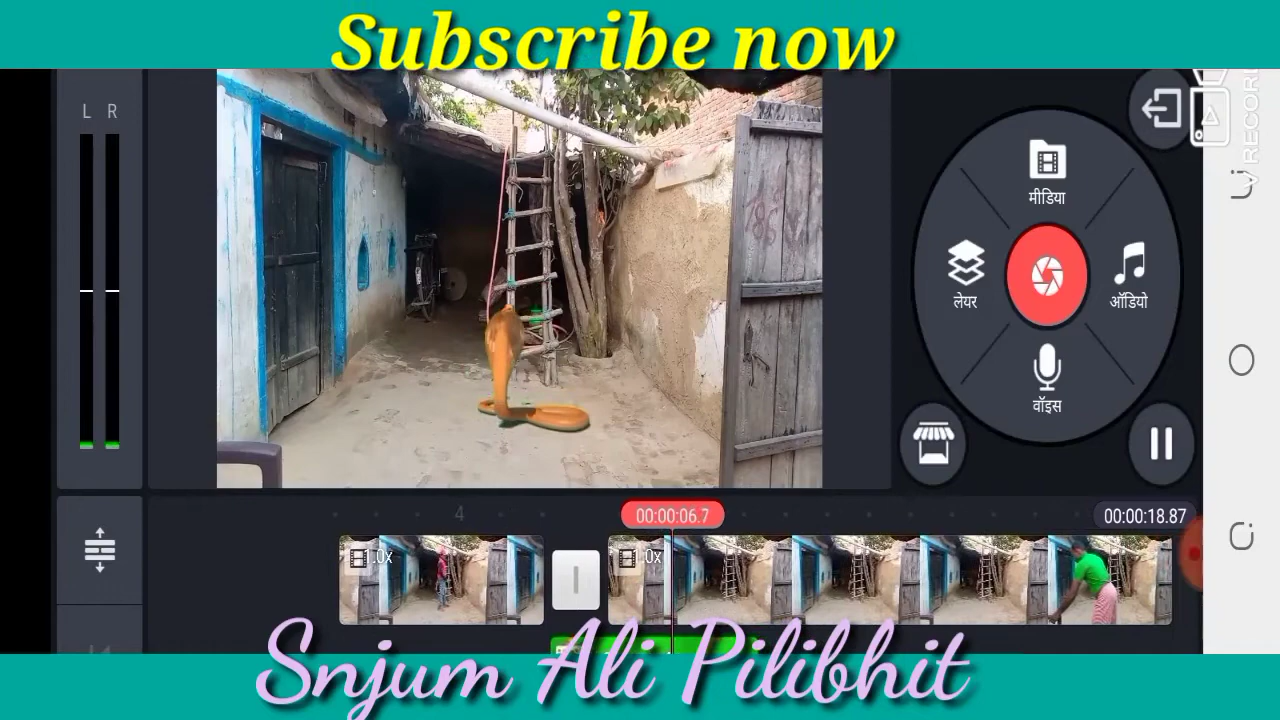 Subscribe now
L R
मीडिया
लेयर
ऑडियो
वॉइस
4
00:00:06.7
00:00:18.87
1.0x
1.0x
Snjum Ali Pilibhit